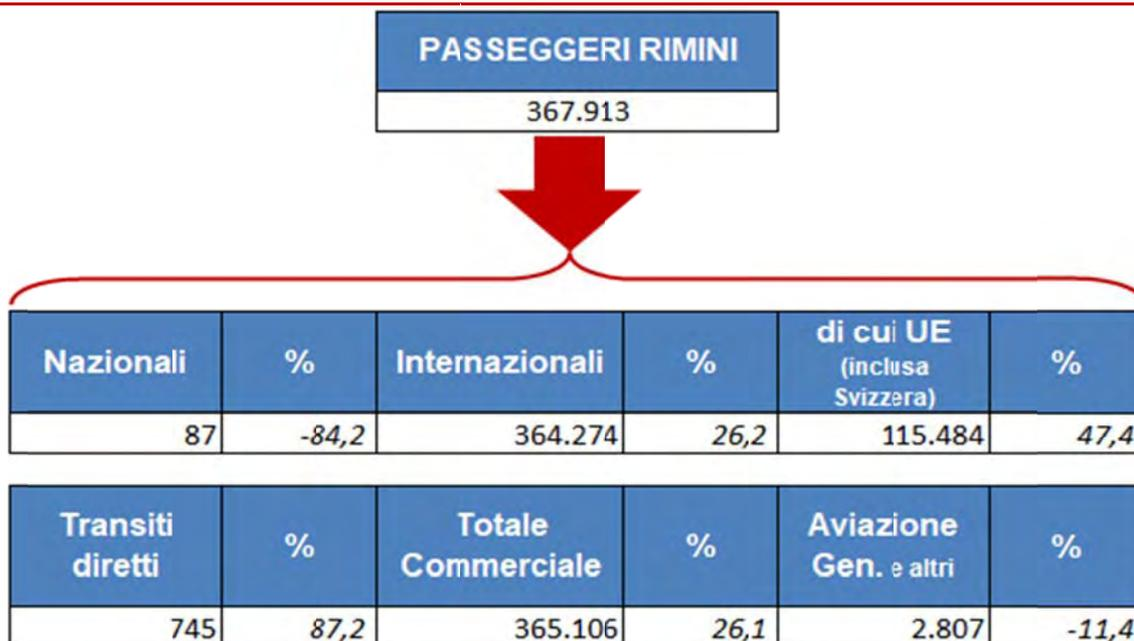 PASSEGGERI RIMINI
367.913
Nazionali % Internazionali % di cui UE (inclusa Svizzera) %
87 -84,2 364.274 26,2 115.484 47,4
Transiti diretti % Totale Commerciale % Aviazione Gen. e altri %
745 87,2 365.106 26,1 2.807 -11,4